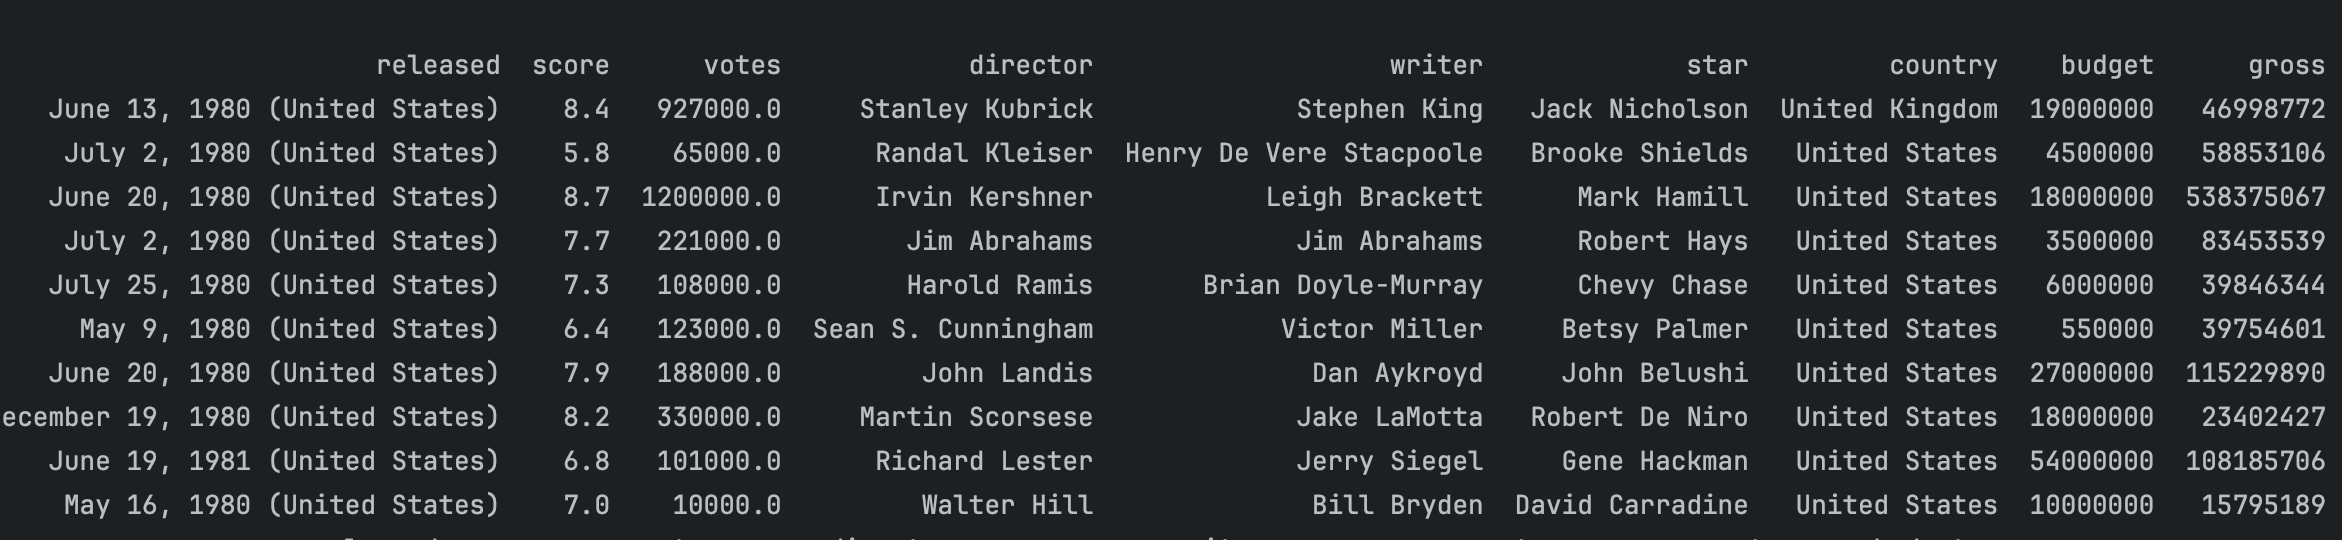 released score votes director writer star country budget gross
June 13, 1980 (United States) 8.4 927000.0 Stanley Kubrick Stephen King Jack Nicholson United Kingdom 19000000 46998772
July 2, 1980 (United States) 5.8 65000.0 Randal Kleiser Henry De Vere Stacpoole Brooke Shields United States 4500000 58853106
June 20, 1980 (United States) 8.7 1200000.0 Irvin Kershner Leigh Brackett Mark Hamill United States 18000000 538375067
July 2, 1980 (United States) 7.7 221000.0 Jim Abrahams Jim Abrahams Robert Hays United States 3500000 83453539
July 25, 1980 (United States) 7.3 108000.0 Harold Ramis Brian Doyle-Murray Chevy Chase United States 6000000 39846344
May 9, 1980 (United States) 6.4 123000.0 Sean S. Cunningham Victor Miller Betsy Palmer United States 550000 39754601
June 20, 1980 (United States) 7.9 188000.0 John Landis Dan Aykroyd John Belushi United States 27000000 115229890
ecember 19, 1980 (United States) 8.2 330000.0 Martin Scorsese Jake LaMotta Robert De Niro United States 18000000 23402427
June 19, 1981 (United States) 6.8 101000.0 Richard Lester Jerry Siegel Gene Hackman United States 54000000 108185706
May 16, 1980 (United States) 7.0 10000.0 Walter Hill Bill Bryden David Carradine United States 10000000 15795189